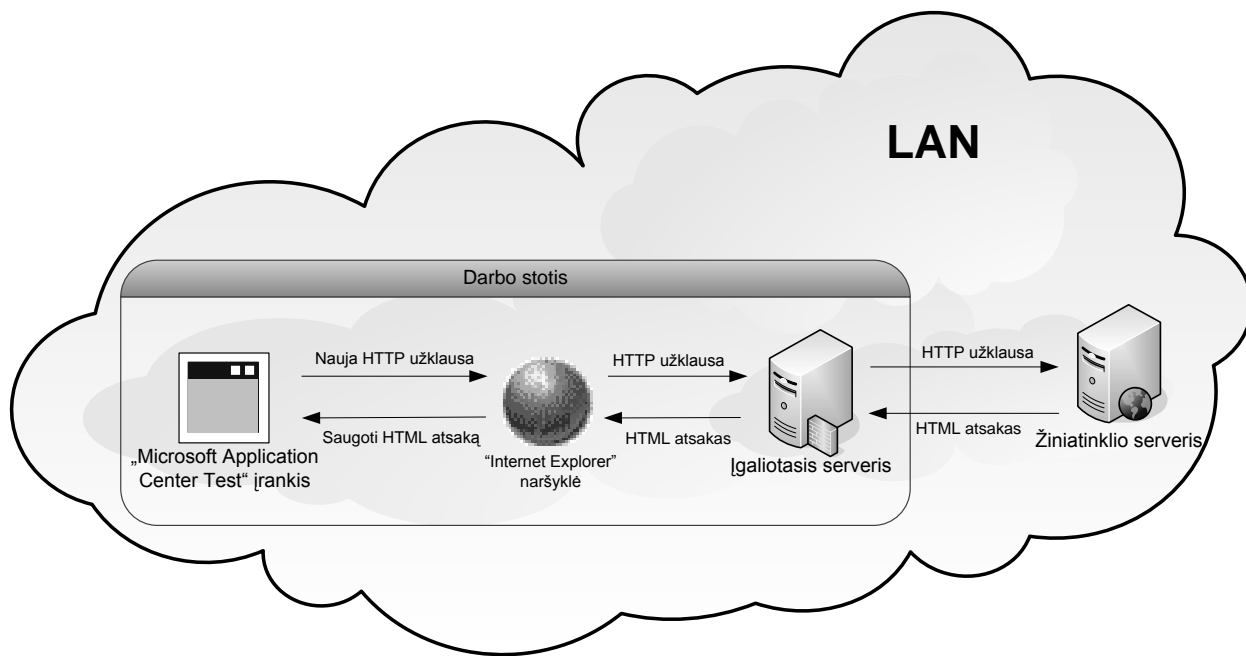 LAN
Darbo stotis
Nauja HTTP užklausa
HTTP užklausa
HTTP užklausa
Saugoti HTML atsaką
HTML atsakas
HTML atsakas
„Microsoft Application
Center Test“ įrankis
“Internet Explorer”
naršyklė
Įgaliotasis serveris
Žiniatinklio serveris